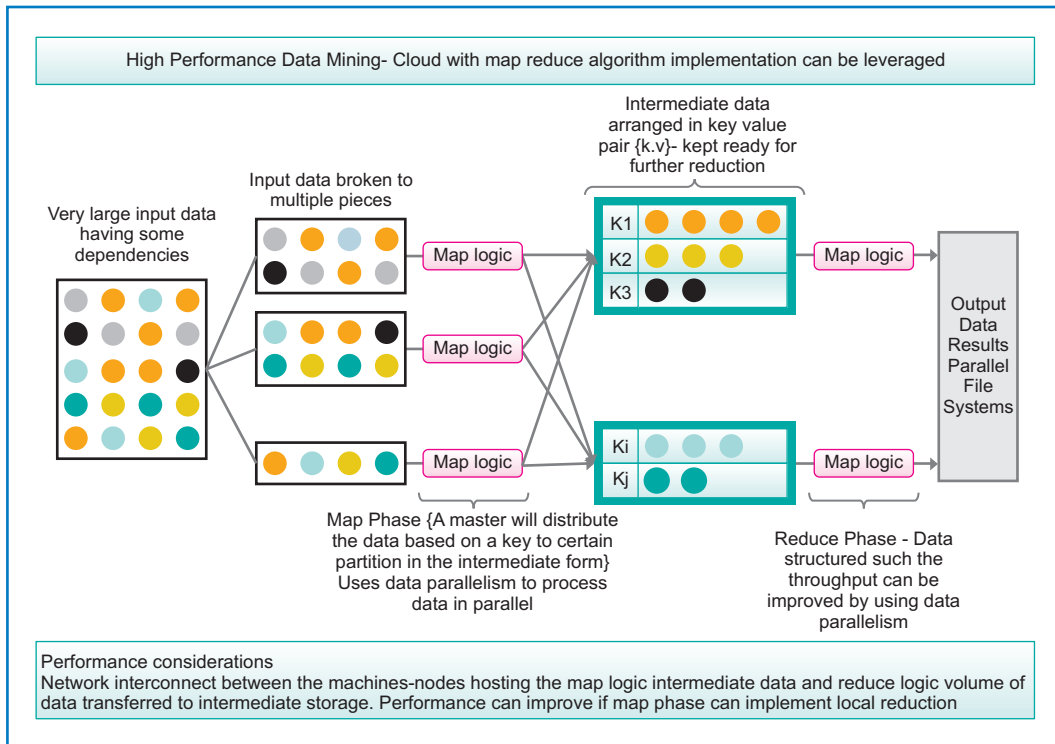 High Performance Data Mining- Cloud with map reduce algorithm implementation can be leveraged
Intermediate data
arranged in key value
pair {k.v}- kept ready for
further reduction
Input data broken to
multiple pieces
Very large input data
having some
dependencies
Map logic
Map logic
Map logic
K1
K2
K3
Ki
Kj
Map logic
Map logic
Output
Data
Results
Parallel
File
Systems
Map Phase {A master will distribute
the data based on a key to certain
partition in the intermediate form}
Uses data parallelism to process
data in parallel
Reduce Phase - Data
structured such the
throughput can be
improved by using data
parallelism
Performance considerations
Network interconnect between the machines-nodes hosting the map logic intermediate data and reduce logic volume of
data transferred to intermediate storage. Performance can improve if map phase can implement local reduction